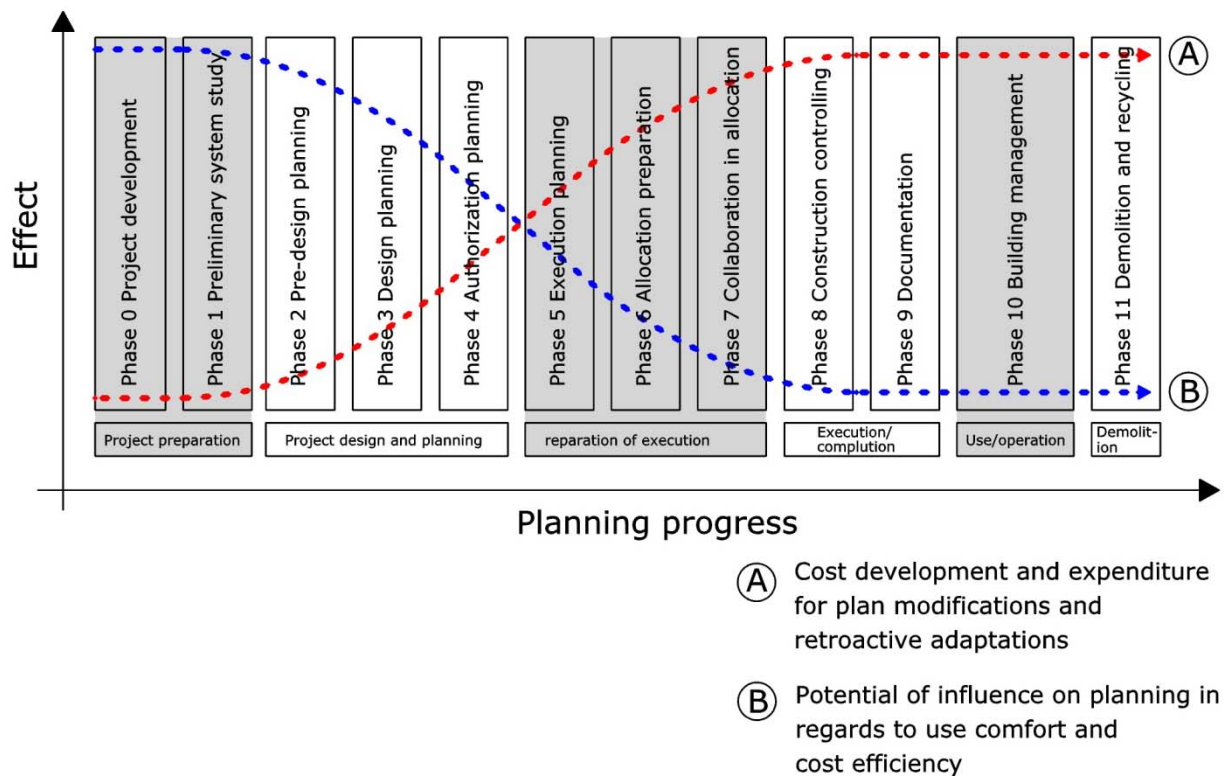 Effect
Phase 0 Project development
Phase 1 Preliminary system study
Phase 2 Pre-design planning
Phase 3 Design planning
Phase 4 Authorization planning
Phase 5 Execution planning
Phase 6 Allocation preparation
Phase 7 Collaboration in allocation
Phase 8 Construction controlling
Phase 9 Documentation
Phase 10 Building management
Phase 11 Demolition and recycling
A
B
Project preparation
Project design and planning
reparation of execution
Execution/
complution
Use/operation
Demolit-
ion
Planning progress
A Cost development and expenditure
for plan modifications and
retroactive adaptations
B Potential of influence on planning in
regards to use comfort and
cost efficiency